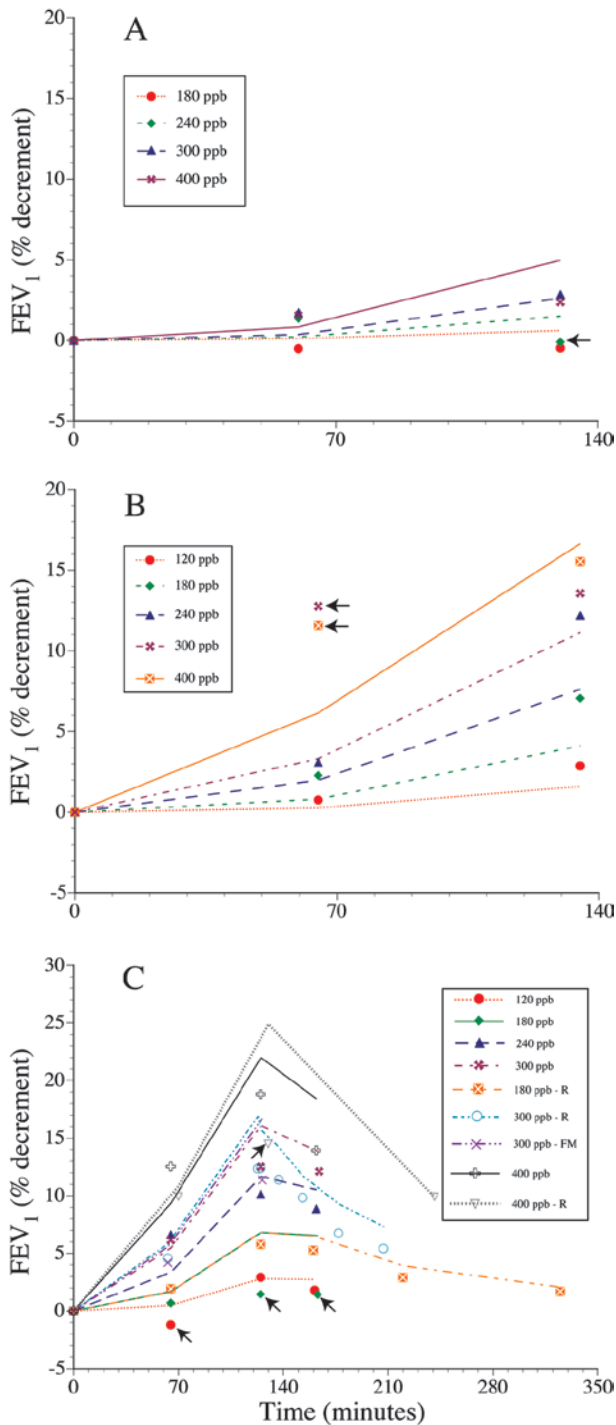 A
20
15
10
5
0
-5
FEV1 (% decrement)
180 ppb
240 ppb
300 ppb
400 ppb
0 70 140
B
20
15
10
5
0
-5
FEV1 (% decrement)
120 ppb
180 ppb
240 ppb
300 ppb
400 ppb
0 70 140
C
30
25
20
15
10
5
0
-5
FEV1 (% decrement)
120 ppb
180 ppb
240 ppb
300 ppb
180 ppb - R
300 ppb - R
300 ppb - FM
400 ppb
400 ppb - R
0 70 140 210 280 350
Time (minutes)